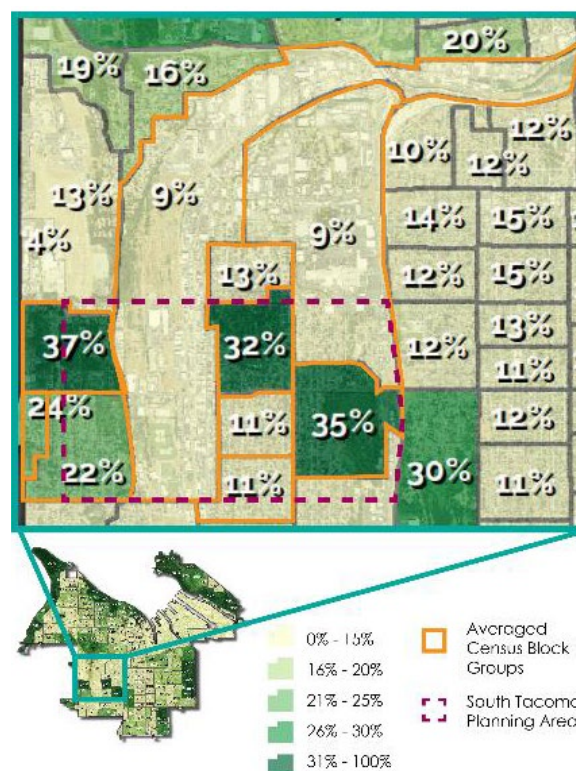 20%
19% 16%
12%
10% 12%
13% 9%
14% 15%
4% 9%
13% 12% 15%
37% 32% 12% 13%
11%
24% 11% 35% 12%
22% 11% 30% 11%
0% - 15%
16% - 20%
21% - 25%
26% - 30%
31% - 100%
Averaged
Census Block
Groups
South Tacoma
Planning Area